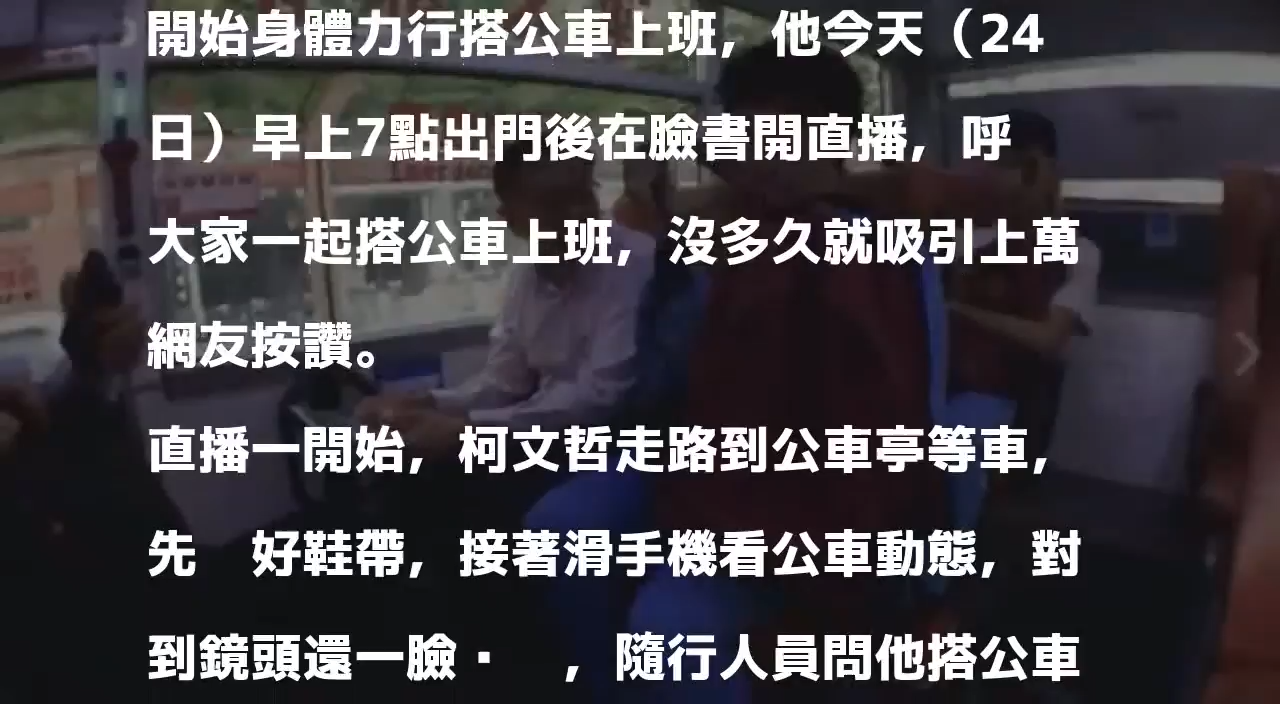 開始身體力行搭公車上班，他今天（24
日）早上7點出門後在臉書開直播，呼
大家一起搭公車上班，沒多久就吸引上萬
網友按讚。
直播一開始，柯文哲走路到公車亭等車，
先　好鞋帶，接著滑手機看公車動態，對
到鏡頭還一臉▪　，隨行人員問他搭公車